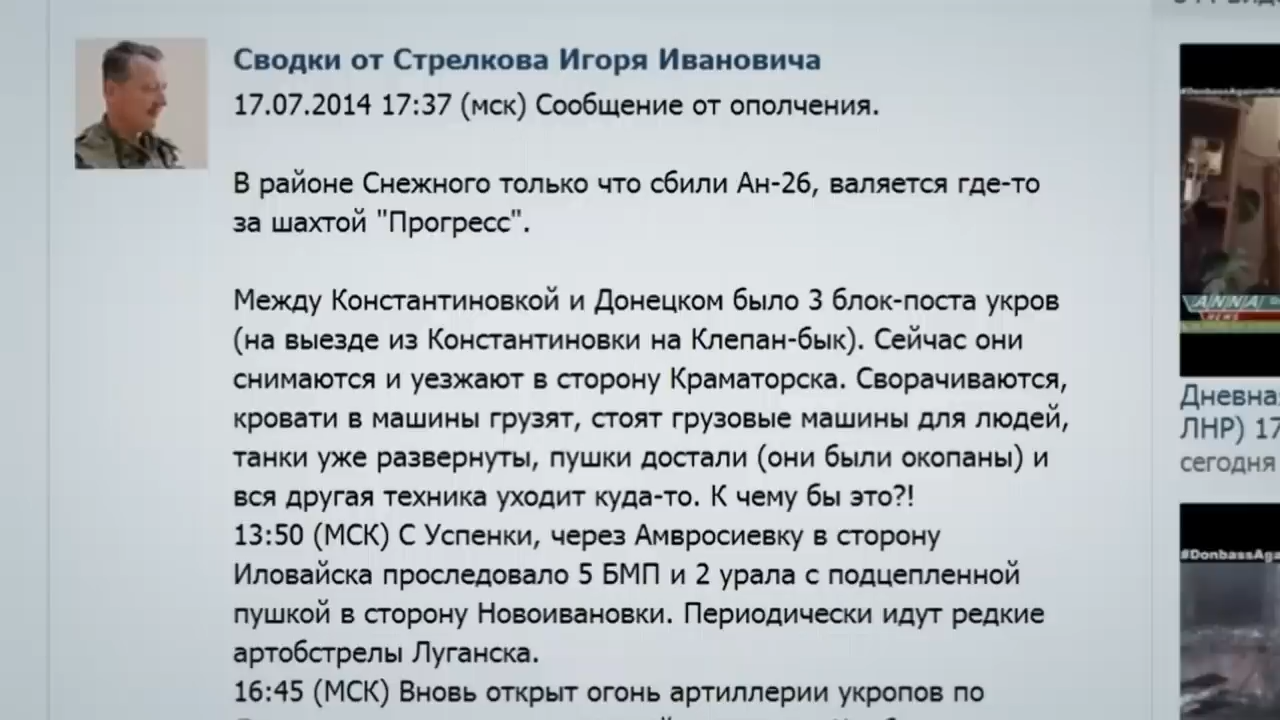 Сводки от Стрелкова Игоря Ивановича
17.07.2014 17:37 (мск) Сообщение от ополчения.
В районе Снежного только что сбили Ан-26, валяется где-то
за шахтой "Прогресс".
Между Константиновкой и Донецком было 3 блок-поста укров
(на выезде из Константиновки на Клепан-бык). Сейчас они
снимаются и уезжают в сторону Краматорска. Сворачиваются,
кровати в машины грузят, стоят грузовые машины для людей,
танки уже развернуты, пушки достали (они были окопаны) и
вся другая техника уходит куда-то. К чему бы это?!
13:50 (МСК) С Успенки, через Амвросиевку в сторону
Иловайска проследовало 5 БМП и 2 урала с подцепленной
пушкой в сторону Новоивановки. Периодически идут редкие
артобстрелы Луганска.
16:45 (МСК) Вновь открыт огонь артиллерии укропов по
ANNA
NEWS
Дневна
ЛНР) 17
сегодня
#DonbassAga